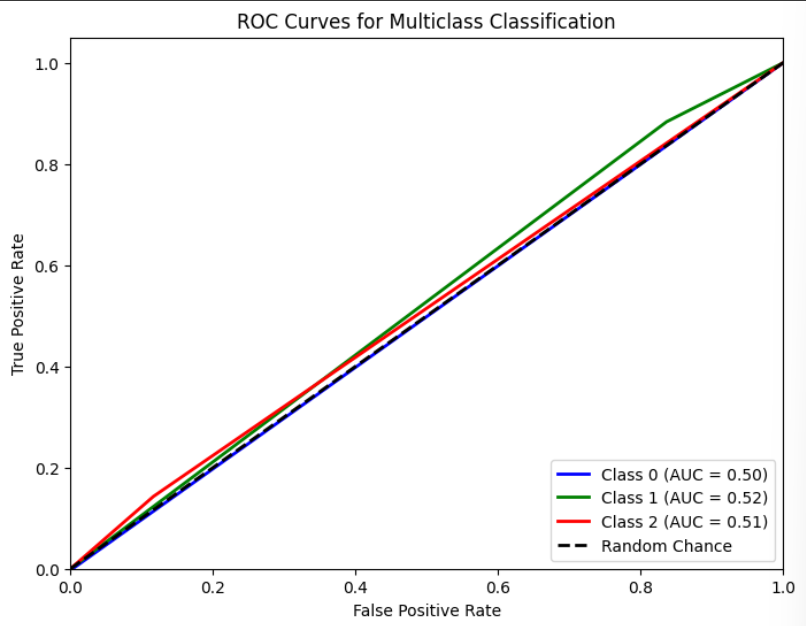 ROC Curves for Multiclass Classification
1.0
0.8
0.6
0.4
0.2
0.0
True Positive Rate
0.0 0.2 0.4 0.6 0.8 1.0
False Positive Rate
Class 0 (AUC = 0.50)
Class 1 (AUC = 0.52)
Class 2 (AUC = 0.51)
Random Chance